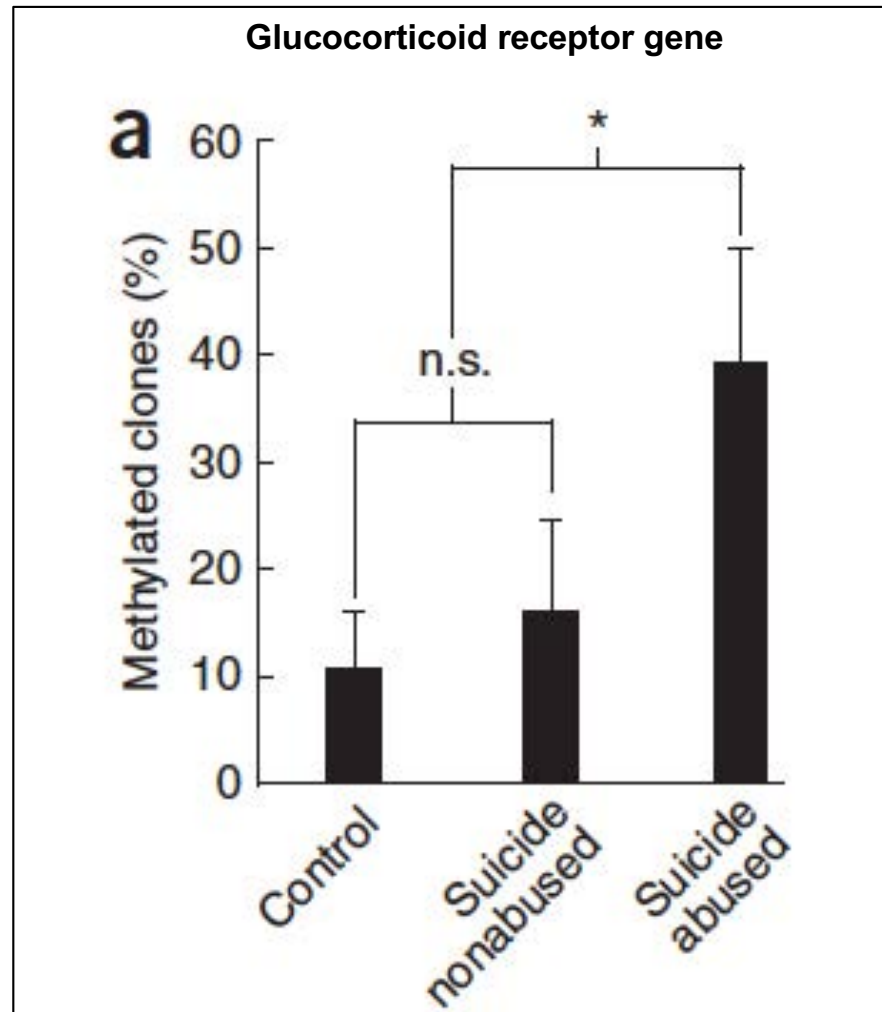 Glucocorticoid receptor gene
a
*
n.s.
Methylated clones (%)
60
50
40
30
20
10
0
Control
Suicide
nonabused
Suicide
abused